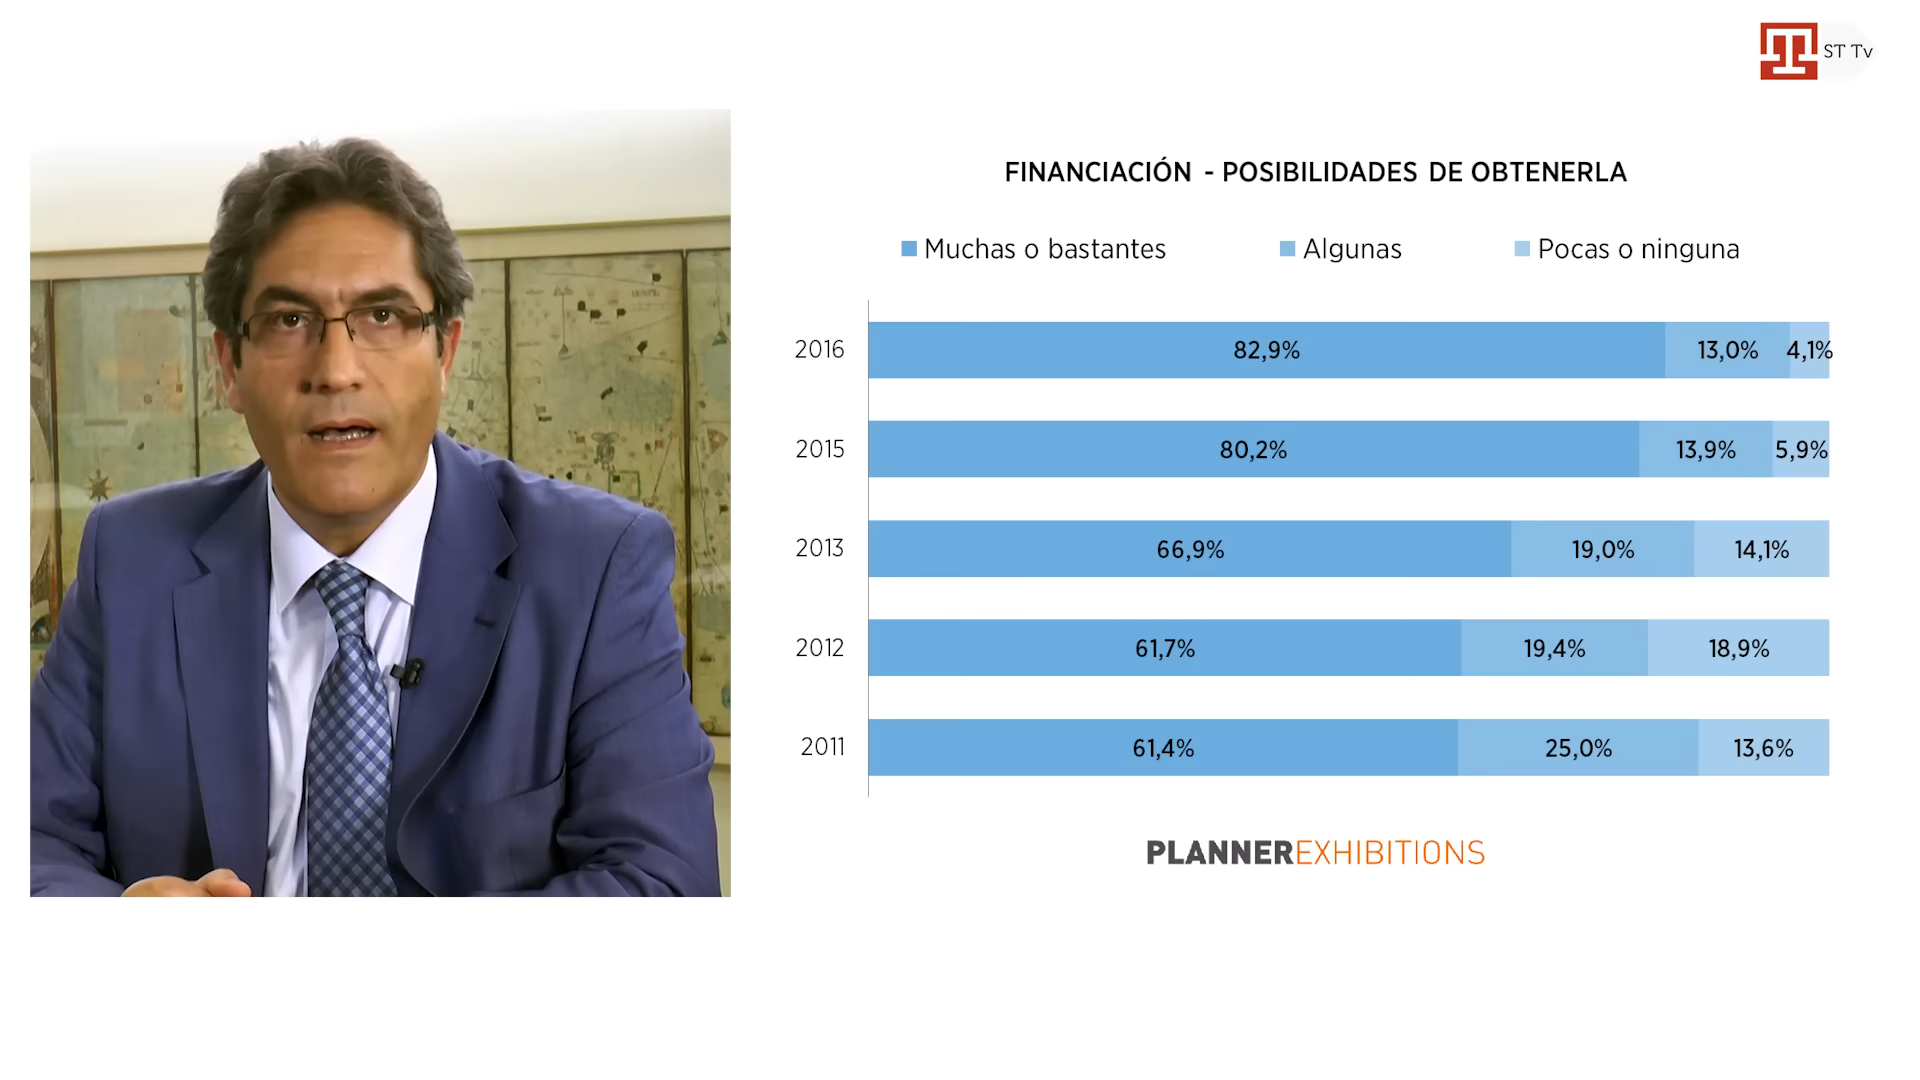 ST Tv
FINANCIACIÓN - POSIBILIDADES DE OBTENERLA
Muchas o bastantes Algunas Pocas o ninguna
2016 82,9% 13,0% 4,1%
2015 80,2% 13,9% 5,9%
2013 66,9% 19,0% 14,1%
2012 61,7% 19,4% 18,9%
2011 61,4% 25,0% 13,6%
PLANNEREXHIBITIONS